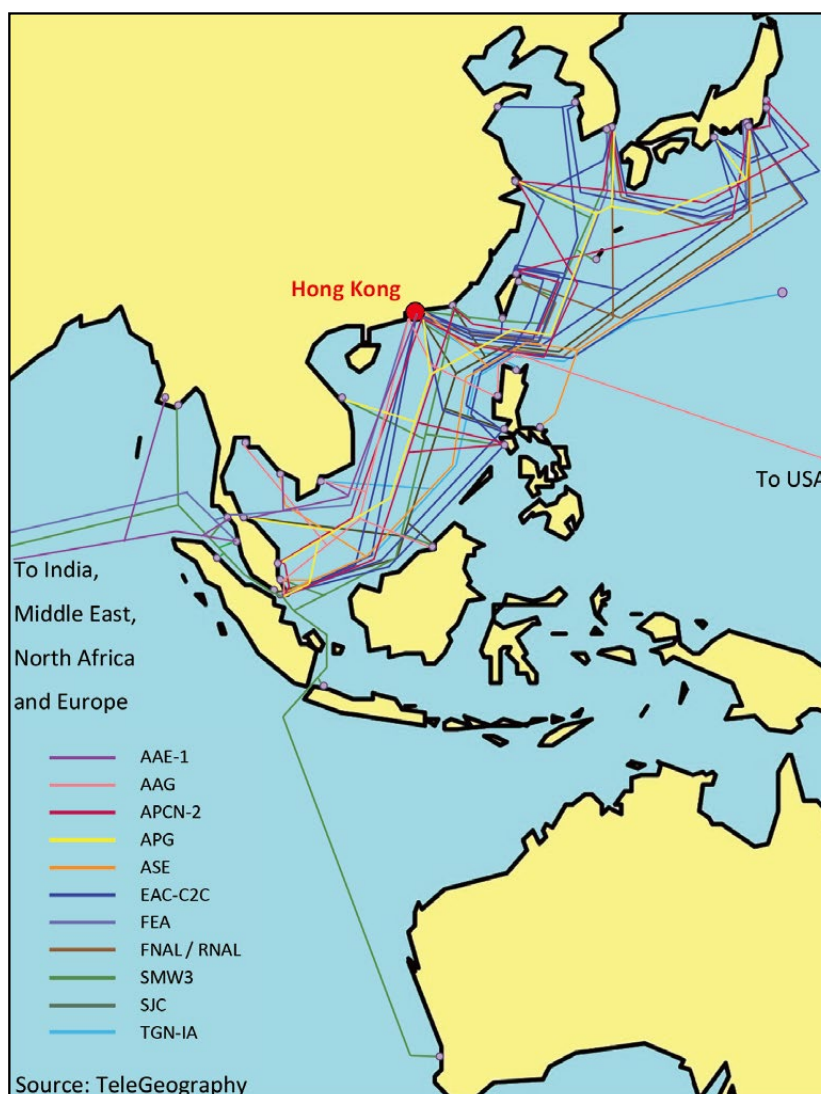 Hong Kong
To USA
To India,
Middle East,
North Africa
and Europe
AAE-1
AAG
APCN-2
APG
ASE
EAC-C2C
FEA
FNAL / RNAL
SMW3
SJC
TGN-IA
Source: TeleGeography